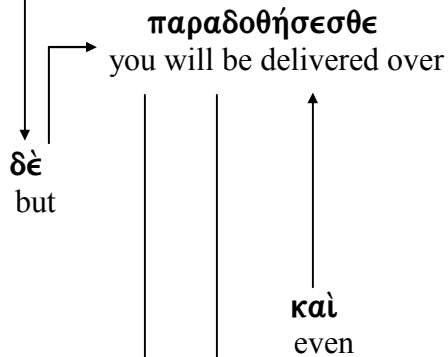 παραδοθήσεσθε
you will be delivered over
δὲ
but
καὶ
even